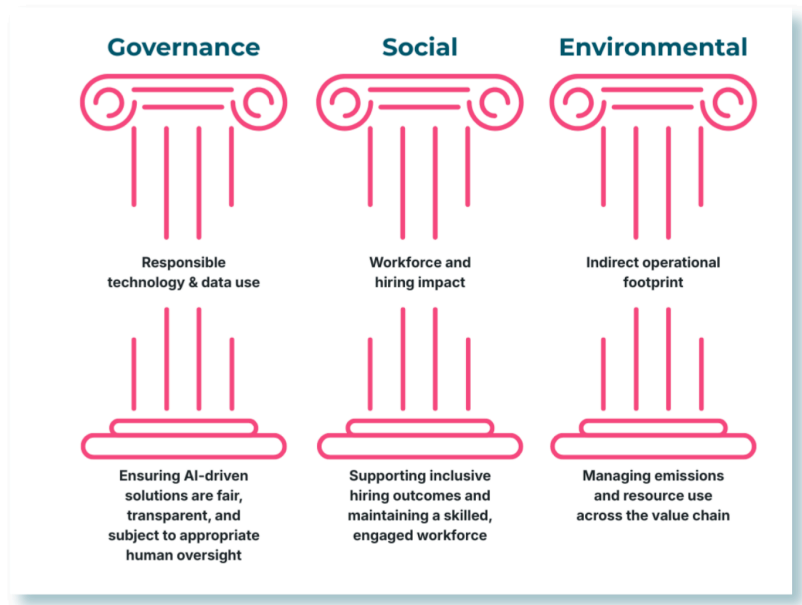 Governance
Responsible
technology & data use
Ensuring AI-driven
solutions are fair,
transparent, and
subject to appropriate
human oversight
Social
Workforce and
hiring impact
Supporting inclusive
hiring outcomes and
maintaining a skilled,
engaged workforce
Environmental
Indirect operational
footprint
Managing emissions
and resource use
across the value chain